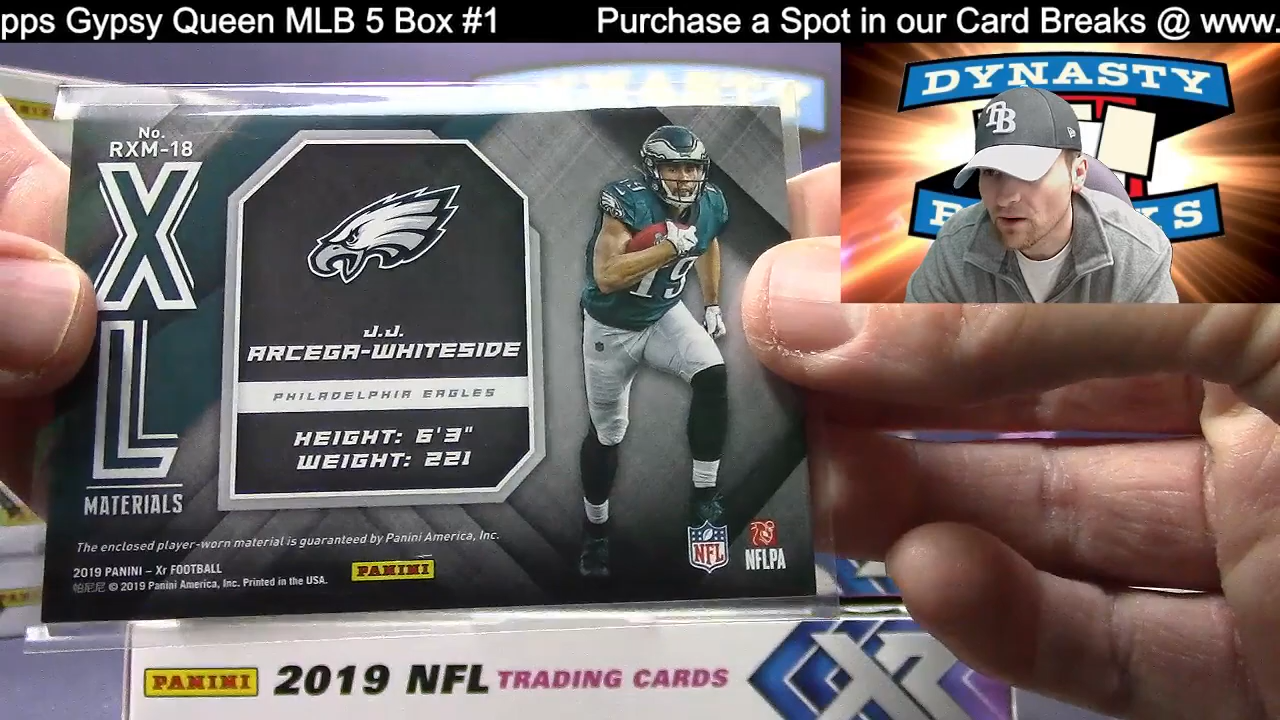 pps Gypsy Queen MLB 5 Box #1 Purchase a Spot in our Card Breaks @ www.
DYNASTY
TB
No.
RXM-18
XL
MATERIALS
J.J.
ARCEGA-WHITESIDE
PHILADELPHIA EAGLES
HEIGHT: 6'3"
WEIGHT: 221
19
The enclosed player-worn material is guaranteed by Panini America, Inc.
2019 PANINI – Xr FOOTBALL
帕尼尼 © 2019 Panini America, Inc. Printed in the USA.
PANINI
NFL
NFLPA
PANINI 2019 NFL TRADING CARDS
XR